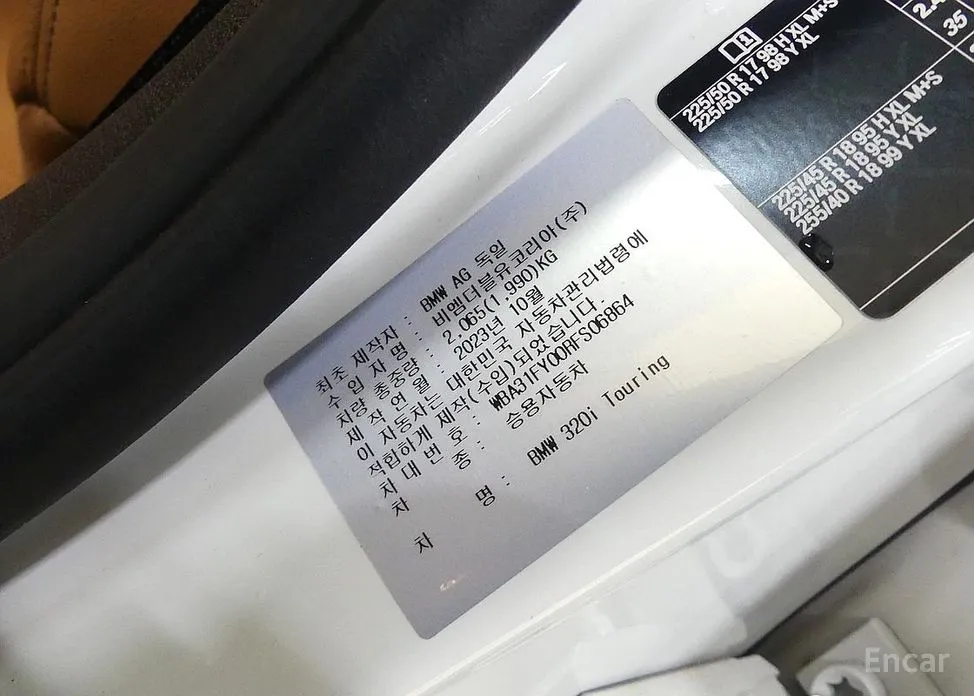 최초 제작자 : BMW AG 독일
수 입 자 명 : 비엠더블유코리아(주)
차량 총중량 : 2,065(1,990)KG
제 작 연 월 : 2023년 10월
이 자동차는 대한민국 자동차관리법령에
적합하게 제작(수입)되었습니다.
차 대 번 호 : WBA31FY00RFS06864
차 종 : 승용자동차
차 명 : BMW 320i Touring
225/50 R 17 98 H XL M+S
225/50 R 17 98 Y XL
225/45 R 18 95 H XL M+S
225/45 R 18 95 Y XL
255/40 R 18 99 Y XL
35
Encar